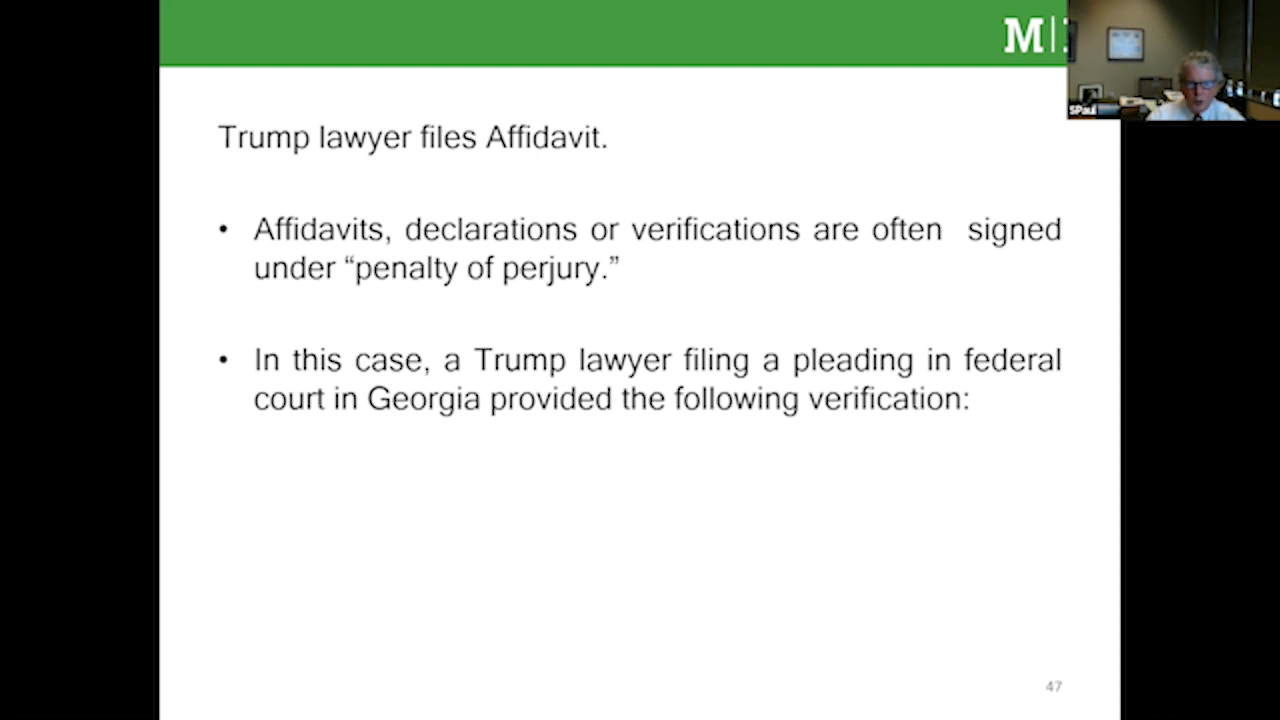 M
SPaul
Trump lawyer files Affidavit.
• Affidavits, declarations or verifications are often signed
under “penalty of perjury.”
• In this case, a Trump lawyer filing a pleading in federal
court in Georgia provided the following verification:
47